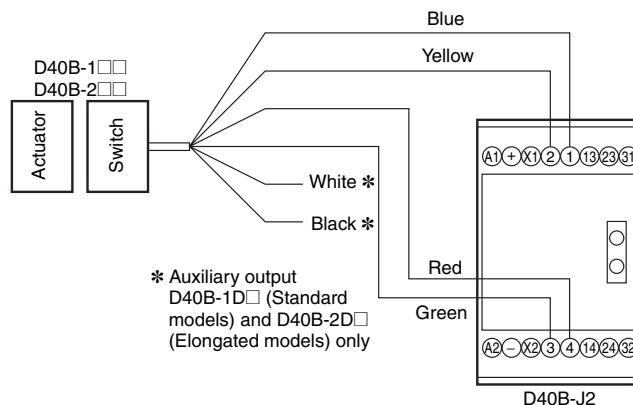 Blue
D40B-1□□
D40B-2□□
Yellow
Actuator
Switch
A1 + X1 2 1 13 23 31
White ✻
Black ✻
✻ Auxiliary output
D40B-1D□ (Standard
models) and D40B-2D□
(Elongated models) only
Red
Green
A2 − X2 3 4 14 24 32
D40B-J2